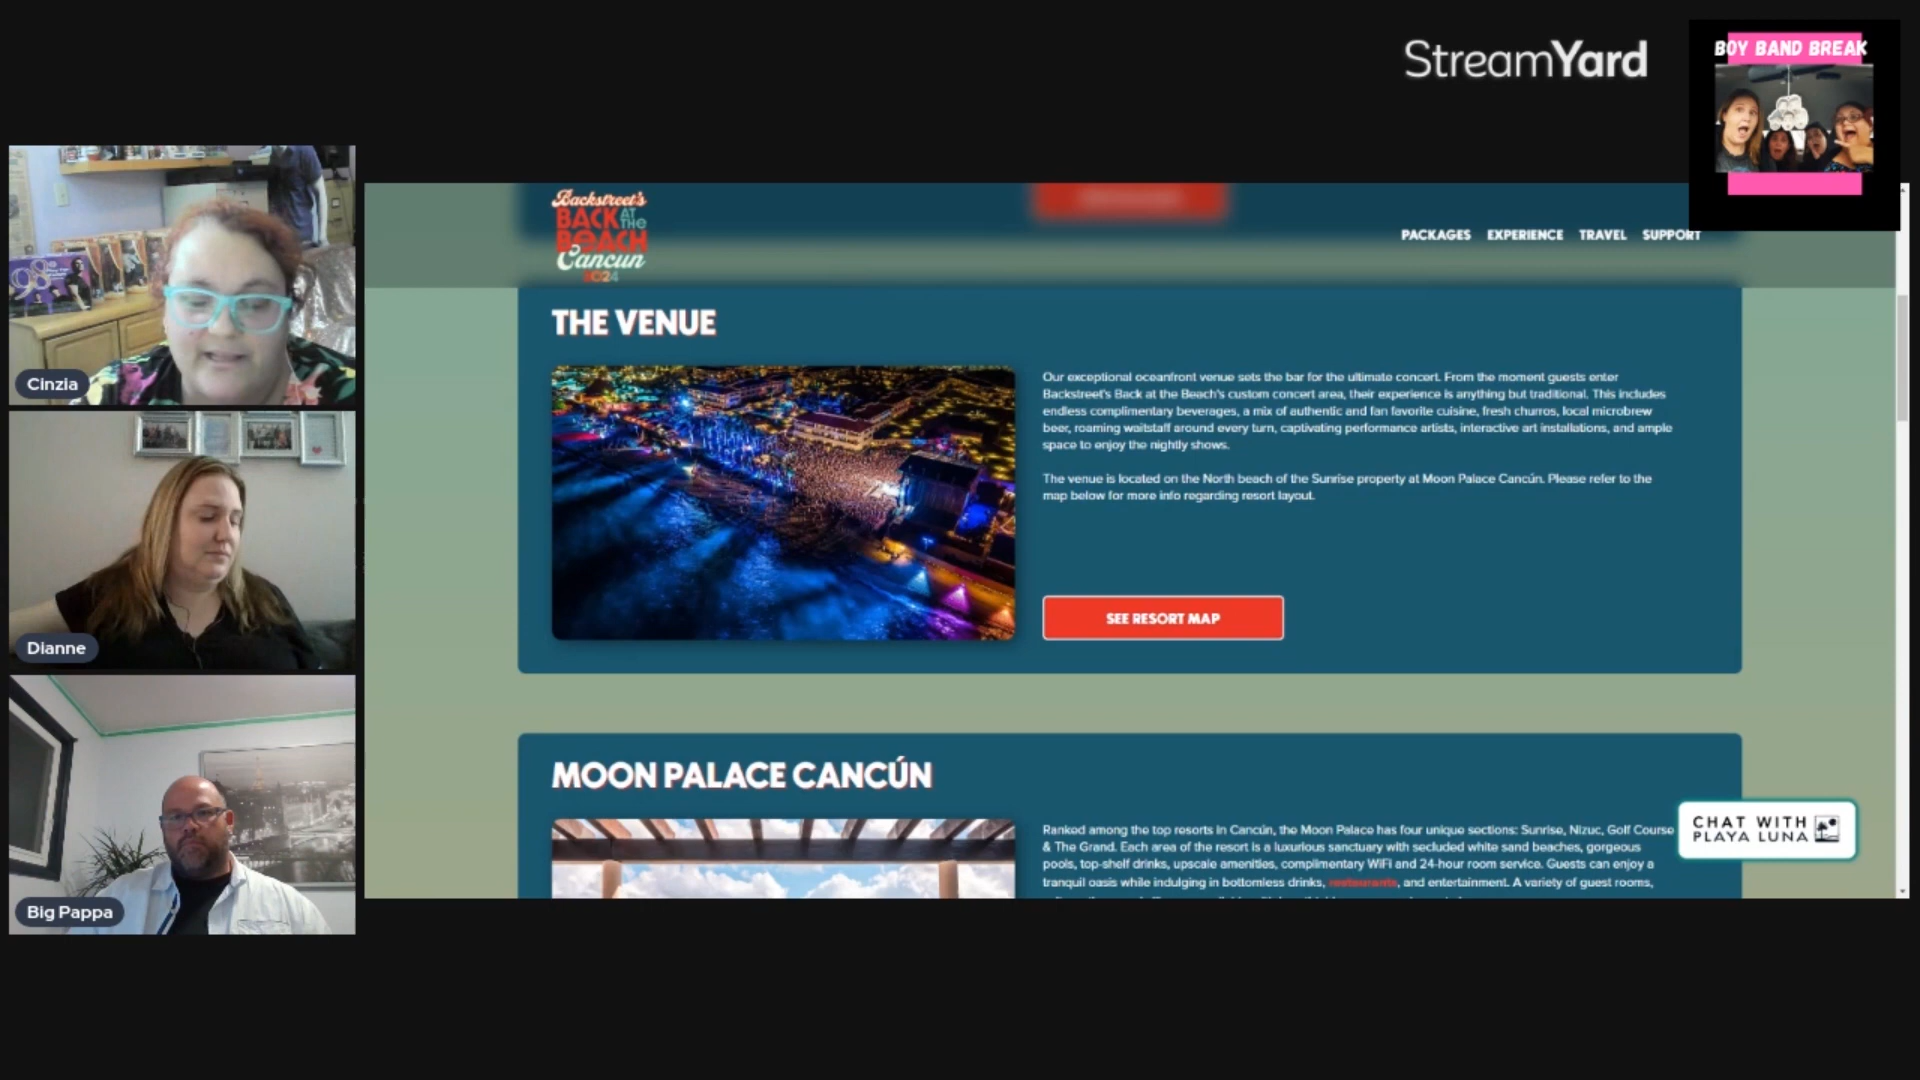 StreamYard
BOY BAND BREAK
Cinzia
Dianne
Big Pappa
98°
Backstreet's
BACK AT THE
BEACH
Cancun
2024
PACKAGES EXPERIENCE TRAVEL SUPPORT
THE VENUE
Our exceptional oceanfront venue sets the bar for the ultimate concert. From the moment guests enter
Backstreet's Back at the Beach's custom concert area, their experience is anything but traditional. This includes
endless complimentary beverages, a mix of authentic and fan favorite cuisine, fresh churros, local microbrew
beer, roaming waitstaff around every turn, captivating performance artists, interactive art installations, and ample
space to enjoy the nightly shows.
The venue is located on the North beach of the Sunrise property at Moon Palace Cancún. Please refer to the
map below for more info regarding resort layout.
SEE RESORT MAP
MOON PALACE CANCÚN
Ranked among the top resorts in Cancún, the Moon Palace has four unique sections: Sunrise, Nizuc, Golf Course
& The Grand. Each area of the resort is a luxurious sanctuary with secluded white sand beaches, gorgeous
pools, top-shelf drinks, upscale amenities, complimentary WiFi and 24-hour room service. Guests can enjoy a
tranquil oasis while indulging in bottomless drinks, restaurants, and entertainment. A variety of guest rooms,
CHAT WITH
PLAYA LUNA